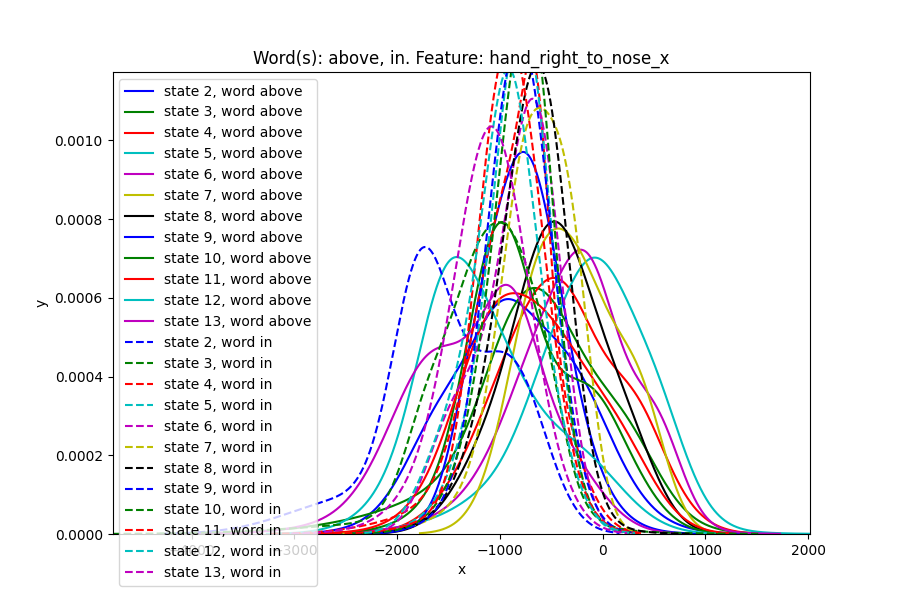 Word(s): above, in. Feature: hand_right_to_nose_x
y
0.0010
0.0008
0.0006
0.0004
0.0002
0.0000
state 2, word above
state 3, word above
state 4, word above
state 5, word above
state 6, word above
state 7, word above
state 8, word above
state 9, word above
state 10, word above
state 11, word above
state 12, word above
state 13, word above
state 2, word in
state 3, word in
state 4, word in
state 5, word in
state 6, word in
state 7, word in
state 8, word in
state 9, word in
state 10, word in
state 11, word in
state 12, word in
state 13, word in
−3000 −2000 −1000 0 1000 2000
x